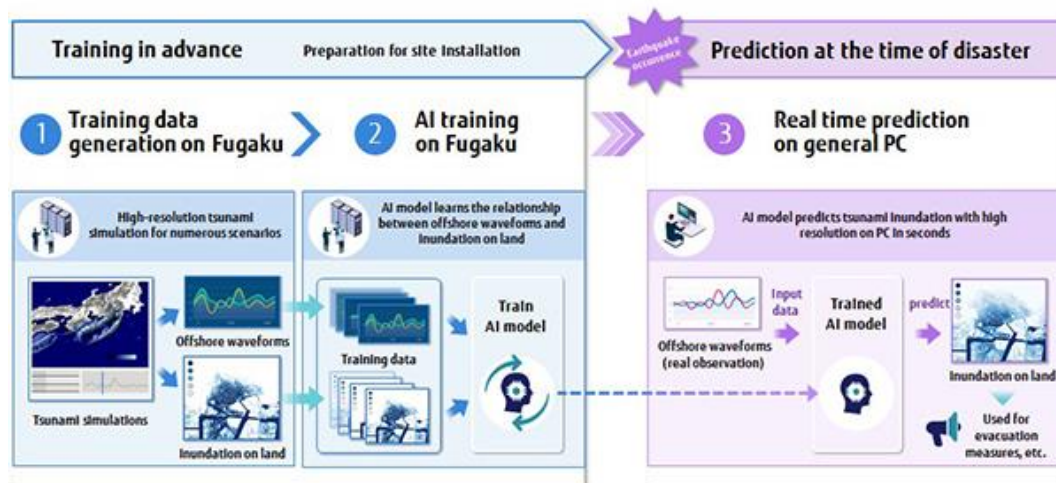 Training in advance
Preparation for site installation
Earthquake
occurrence
Prediction at the time of disaster
1
Training data
generation on Fugaku
2
AI training
on Fugaku
3
Real time prediction
on general PC
High-resolution tsunami
simulation for numerous scenarios
Tsunami simulations
Offshore waveforms
Inundation on land
AI model learns the relationship
between offshore waveforms and
inundation on land
Training data
Train
AI model
AI model predicts tsunami inundation with high
resolution on PC in seconds
Offshore waveforms
(real observation)
Input
data
Trained
AI model
predict
Inundation on land
Used for
evacuation
measures, etc.